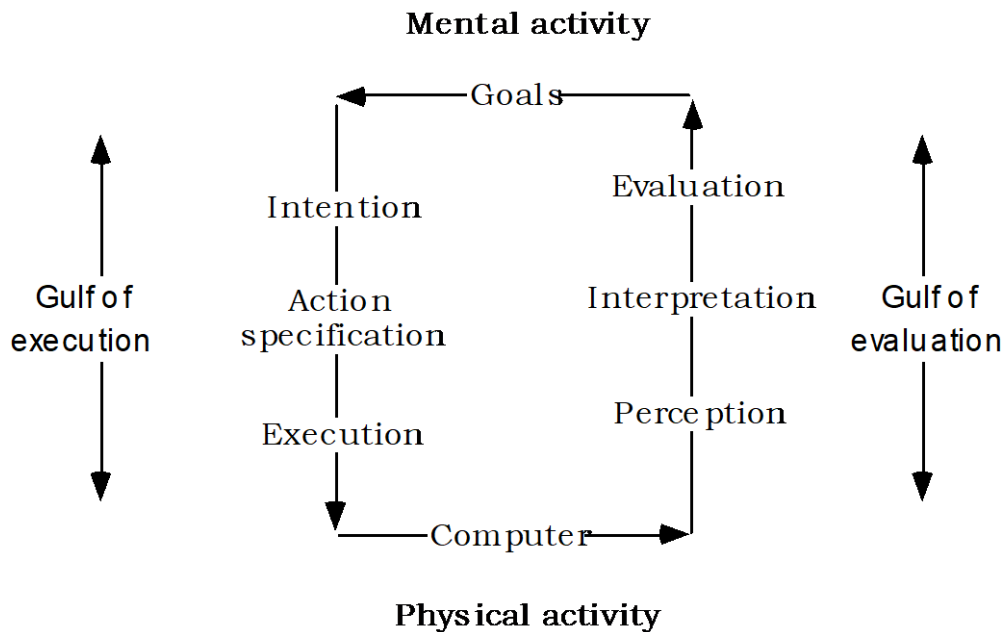 Mental activity
Goals
Intention
Evaluation
Gulf of
execution
Action
specification
Interpretation
Gulf of
evaluation
Execution
Perception
Computer
Physical activity